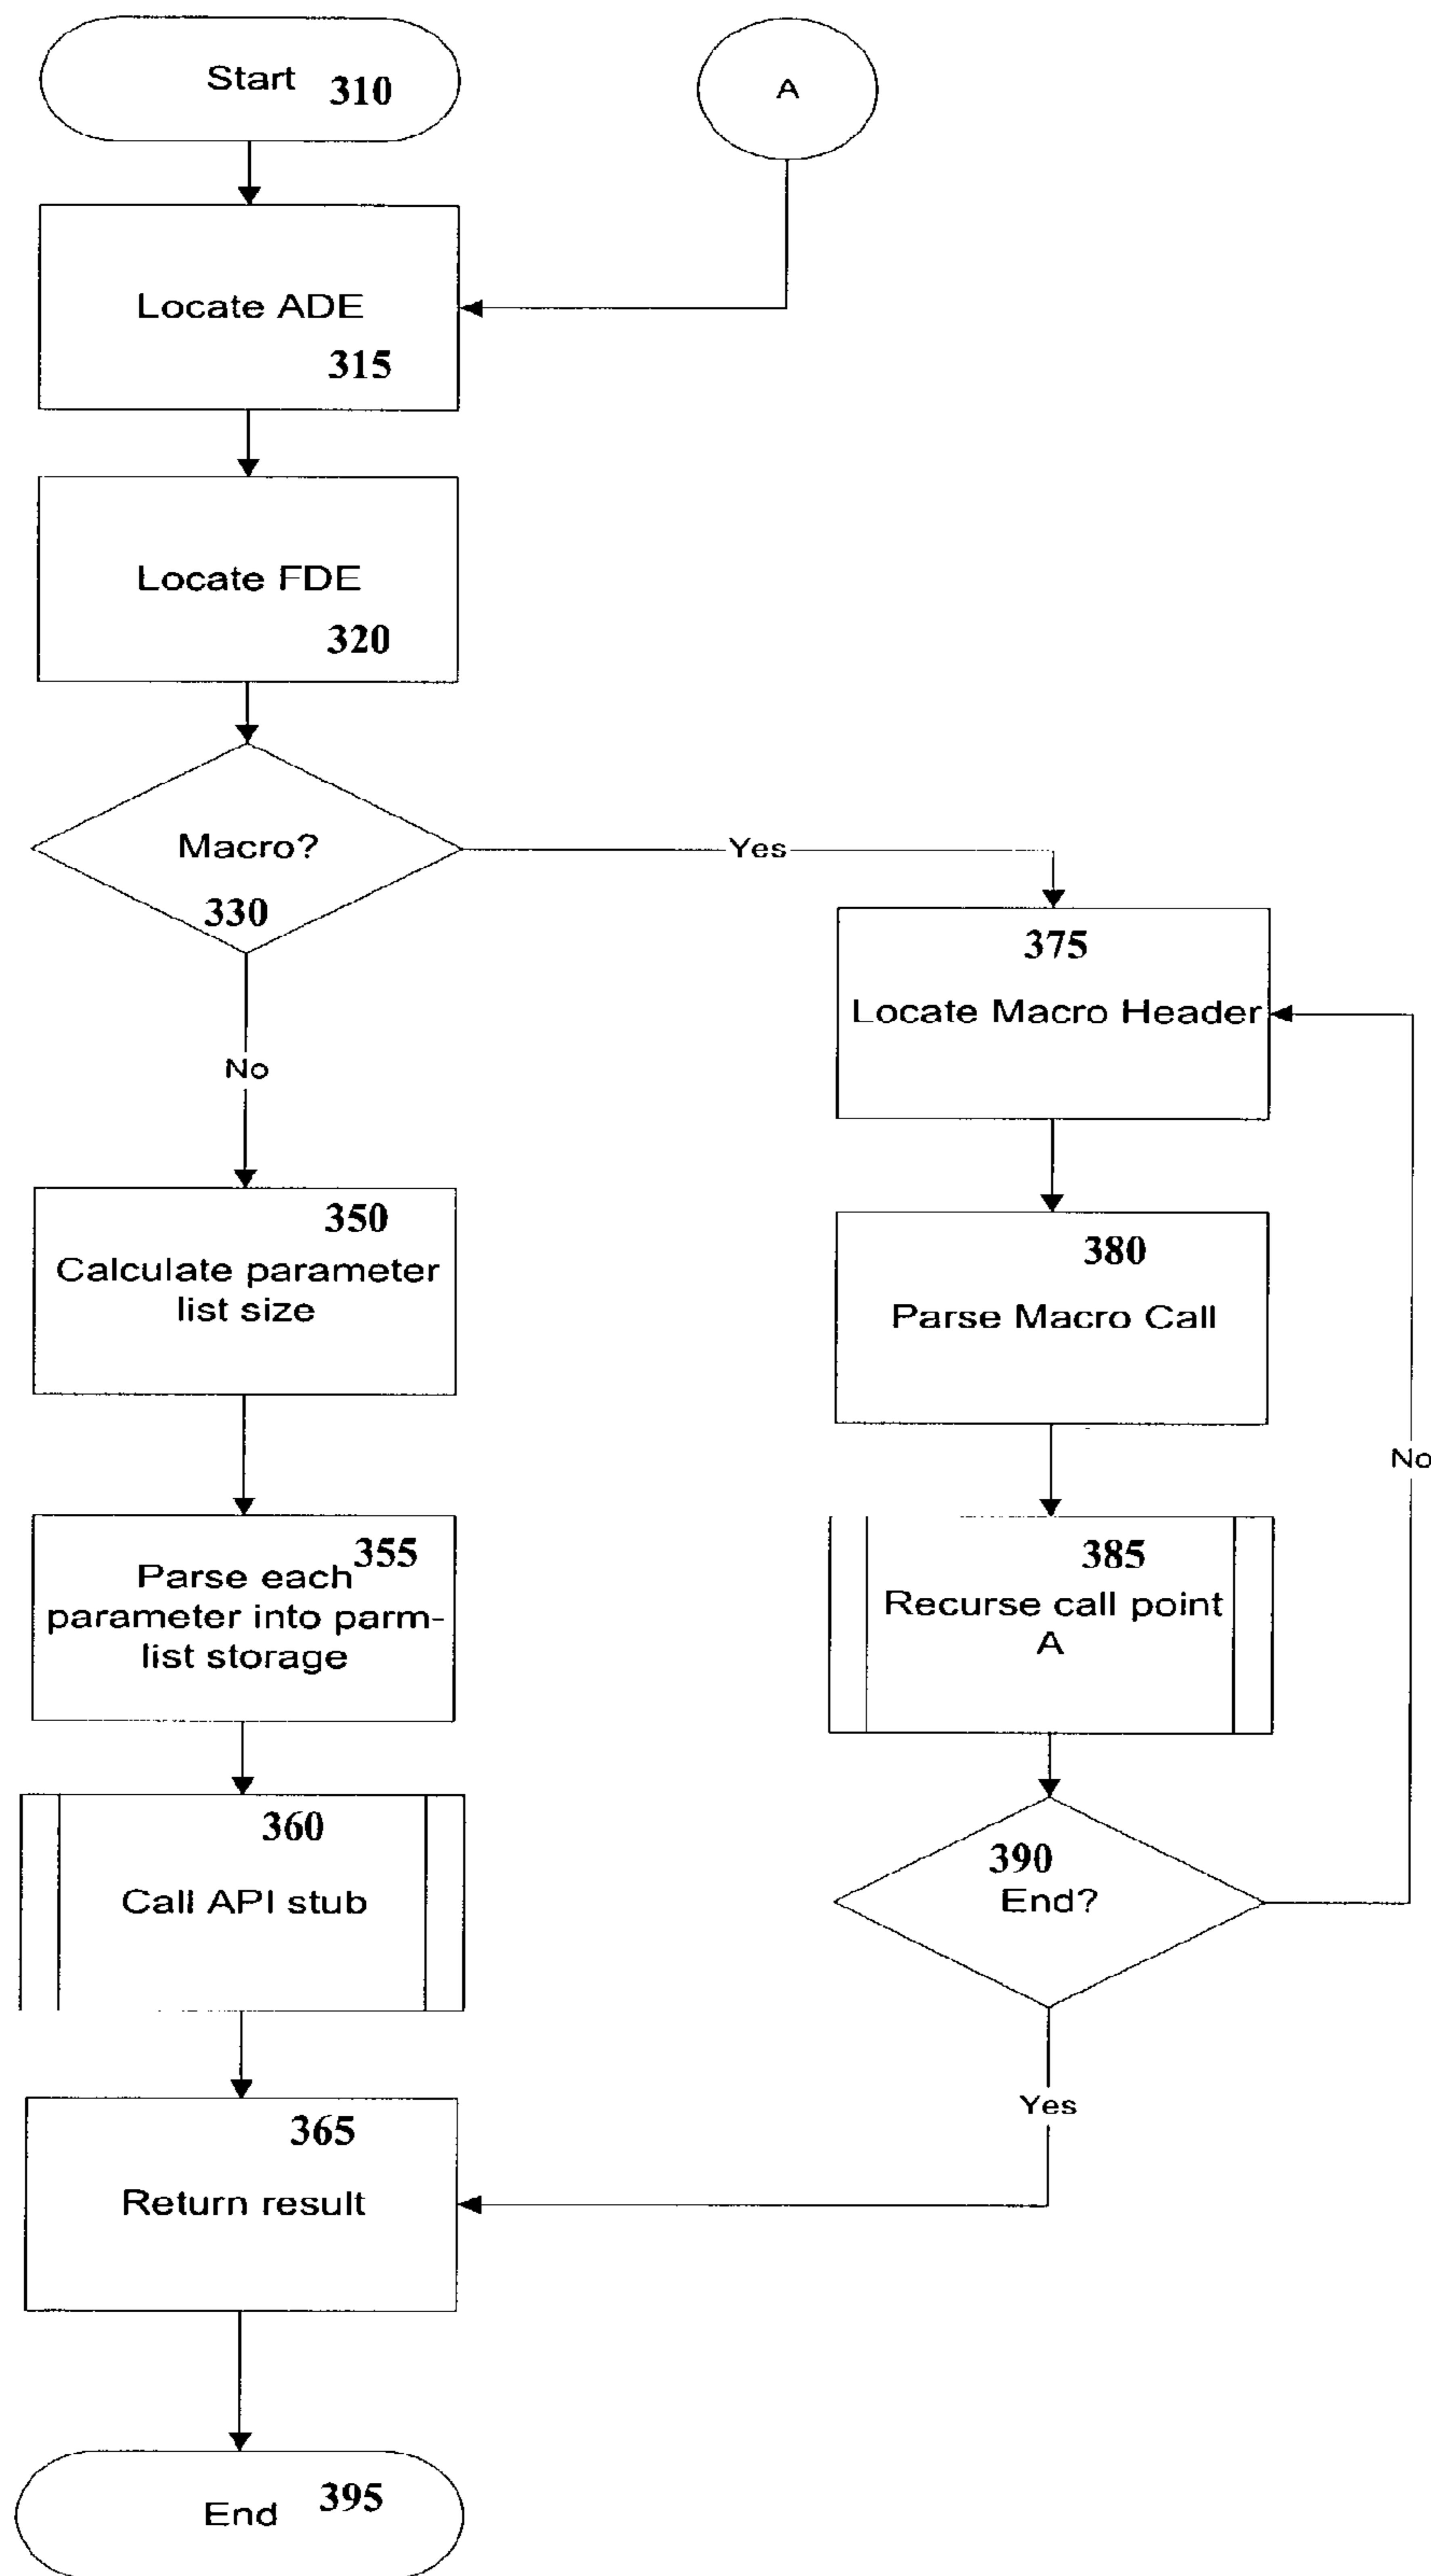 Start 310
A
Locate ADE
315
Locate FDE
320
Macro?
330
Yes
No
375
Locate Macro Header
350
Calculate parameter
list size
380
Parse Macro Call
No
355
Parse each
parameter into parm-
list storage
385
Recurse call point
A
360
Call API stub
390
End?
Yes
365
Return result
End 395